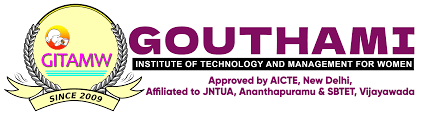 GITAMW
SINCE 2009
GOUTHAMI
INSTITUTE OF TECHNOLOGY AND MANAGEMENT FOR WOMEN
Approved by AICTE, New Delhi,
Affiliated to JNTUA, Ananthapuramu & SBTET, Vijayawada